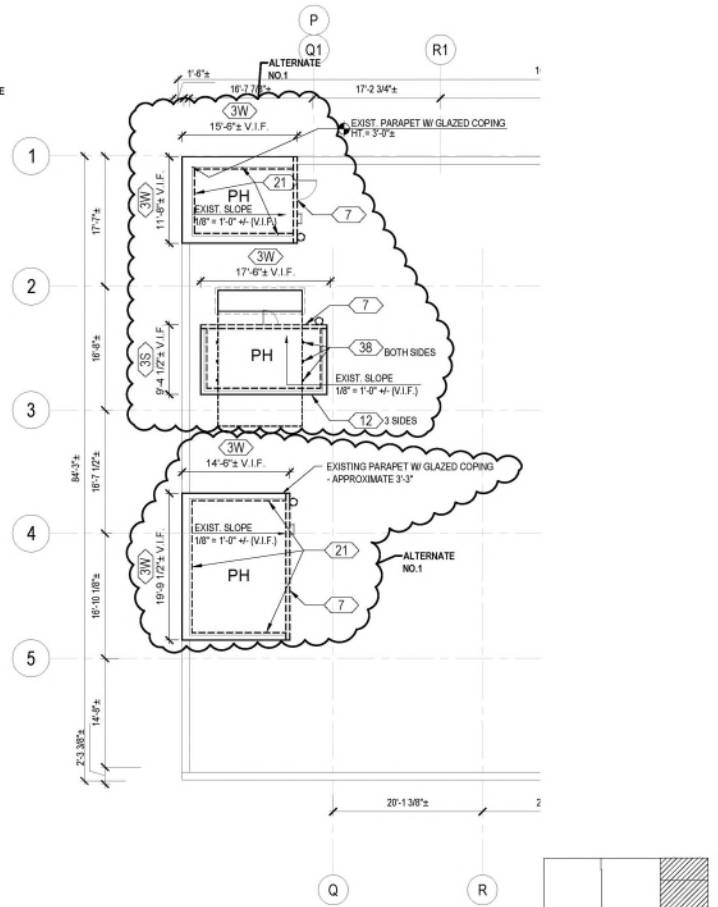 P
Q1
R1
E
1'-6"±
ALTERNATE
NO.1
16'-7 7/8"±
17'-2 3/4"±
1
3W
15'-6"± V.I.F.
EXIST. PARAPET W/ GLAZED COPING
HT.= 3'-0"±
1
3W
11'-8"± V.I.F.
17'-7"±
21
PH
EXIST. SLOPE
1/8" = 1'-0" +/- (V.I.F.)
7
3W
17'-6"± V.I.F.
2
7
16'-8"±
3S
9'-4 1/2"± V.I.F.
PH
38 BOTH SIDES
EXIST. SLOPE
1/8" = 1'-0" +/- (V.I.F.)
12 3 SIDES
3
3W
14'-6"± V.I.F.
EXISTING PARAPET W/ GLAZED COPING
- APPROXIMATE 3'-3"
84'-3"±
16'-7 1/2"±
4
EXIST. SLOPE
1/8" = 1'-0" +/- (V.I.F.)
21
ALTERNATE
NO.1
3W
19'-9 1/2"± V.I.F.
PH
16'-10 1/8"±
7
5
14'-8"±
2'-3 3/8"±
20'-1 3/8"±
2
Q
R